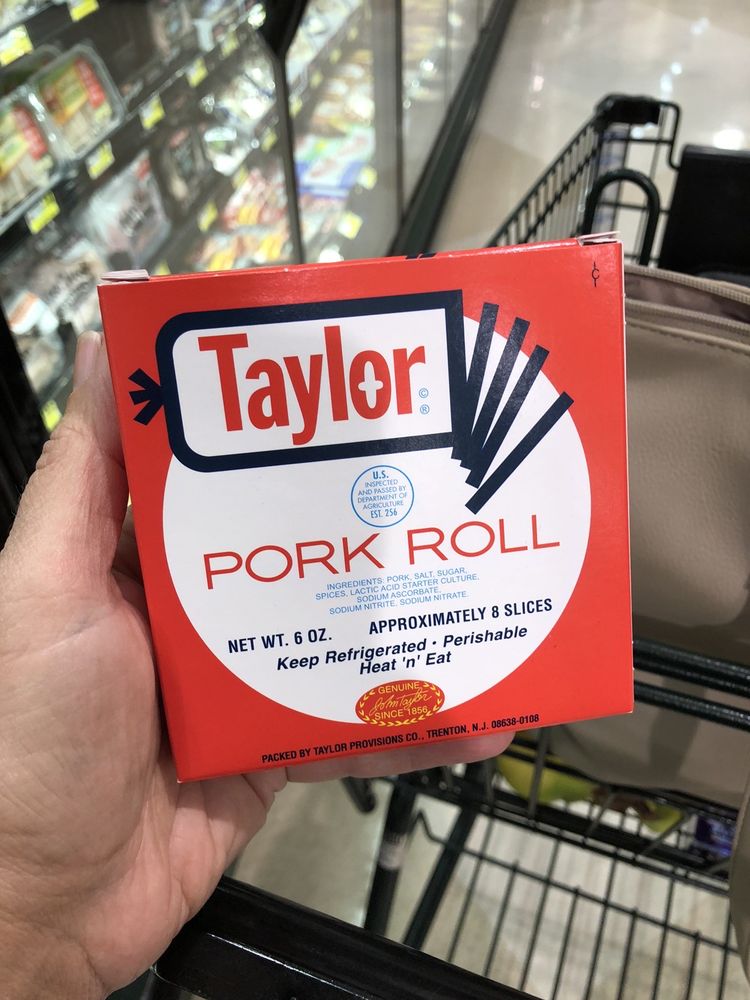 Taylor
©
®
U.S.
INSPECTED
AND PASSED BY
DEPARTMENT OF
AGRICULTURE
EST. 256
PORK ROLL
INGREDIENTS: PORK, SALT, SUGAR,
SPICES, LACTIC ACID STARTER CULTURE,
SODIUM ASCORBATE,
SODIUM NITRITE, SODIUM NITRATE.
NET WT. 6 OZ. APPROXIMATELY 8 SLICES
Keep Refrigerated • Perishable
Heat 'n' Eat
GENUINE
John Taylor
SINCE 1856
PACKED BY TAYLOR PROVISIONS CO., TRENTON, N.J. 08638-0108